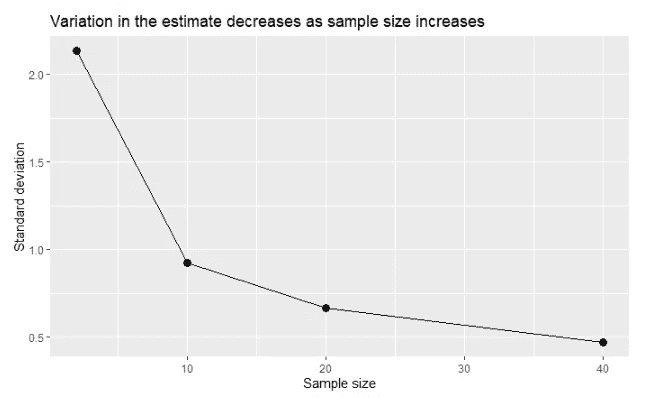 Variation in the estimate decreases as sample size increases
2.0
1.5
1.0
0.5
Standard deviation
10 20 30 40
Sample size